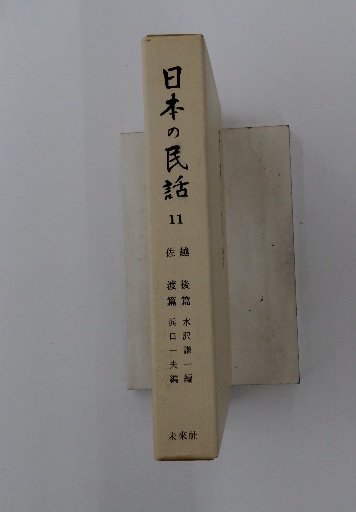 日本の民話
11
越後篇 水沢謙一編
佐渡篇 浜口一夫編
未来社